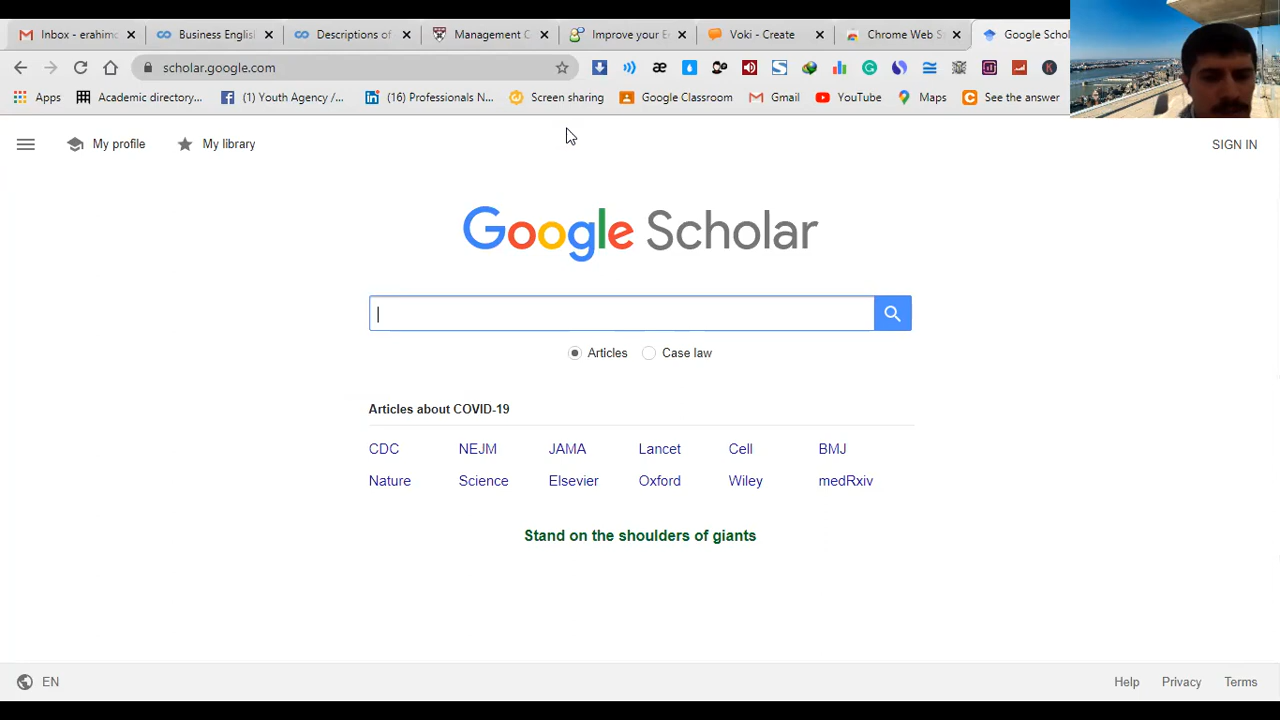 Inbox - erahimc
Business Englis
Descriptions of
Management C
Improve your E
Voki - Create
Chrome Web S
Google Schol
scholar.google.com
Apps
Academic directory...
(1) Youth Agency /...
(16) Professionals N...
Screen sharing
Google Classroom
Gmail
YouTube
Maps
See the answer
My profile
My library
SIGN IN
Google Scholar
Articles
Case law
Articles about COVID-19
CDC NEJM JAMA Lancet Cell BMJ
Nature Science Elsevier Oxford Wiley medRxiv
Stand on the shoulders of giants
EN
Help Privacy Terms